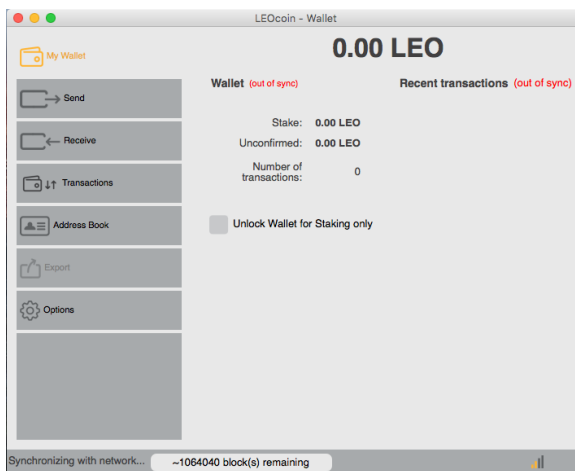 LEOcoin - Wallet
My Wallet
0.00 LEO
Send
Receive
Transactions
Address Book
Export
Options
Wallet (out of sync)
Recent transactions (out of sync)
Stake: 0.00 LEO
Unconfirmed: 0.00 LEO
Number of
transactions: 0
Unlock Wallet for Staking only
Synchronizing with network... ~1064040 block(s) remaining